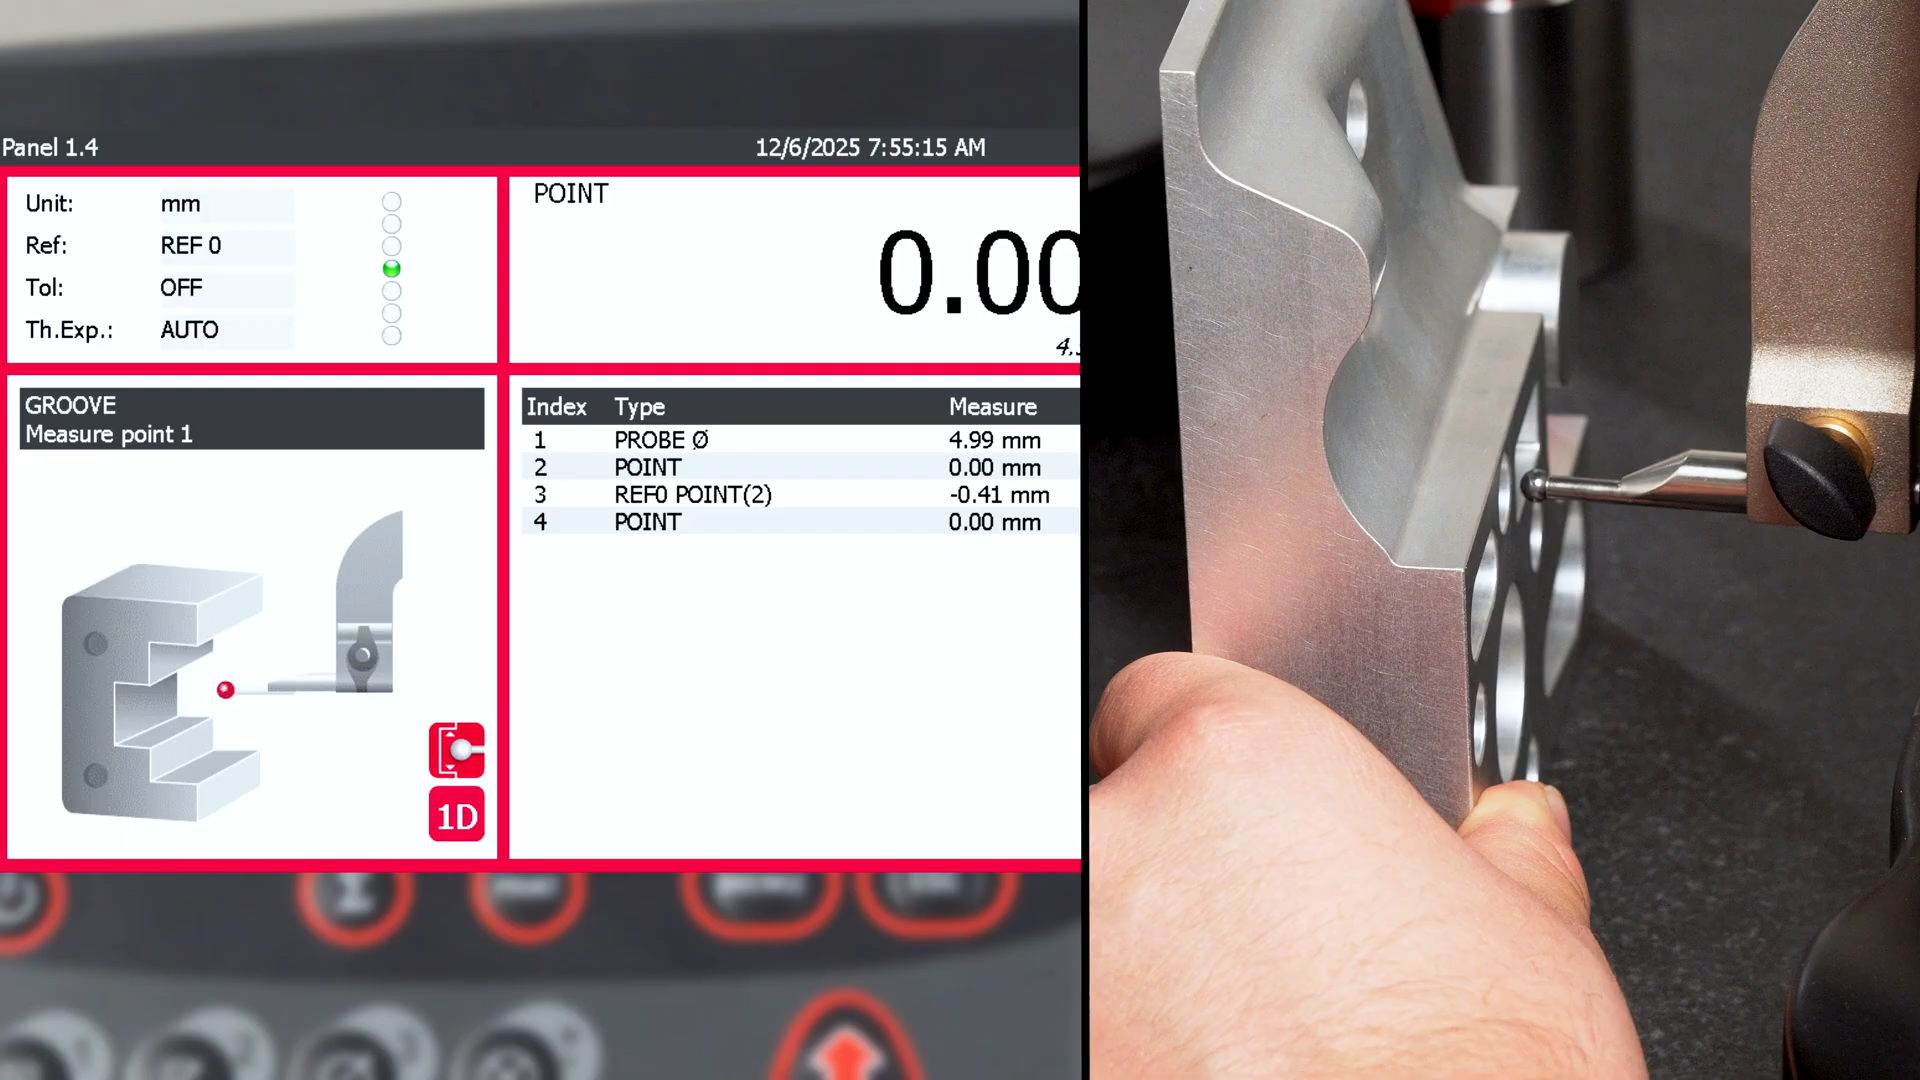 Panel 1.4
12/6/2025 7:55:15 AM
Unit: mm
Ref: REF 0
Tol: OFF
Th.Exp.: AUTO
POINT
0.00
GROOVE
Measure point 1
1D
Index Type Measure
1 PROBE Ø 4.99 mm
2 POINT 0.00 mm
3 REF0 POINT(2) -0.41 mm
4 POINT 0.00 mm